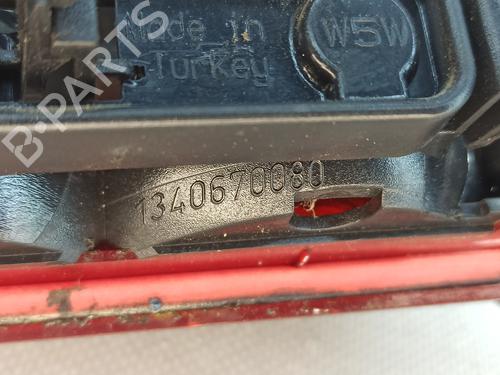 Made in
Turkey
W5W
B-PARTS
1340670080